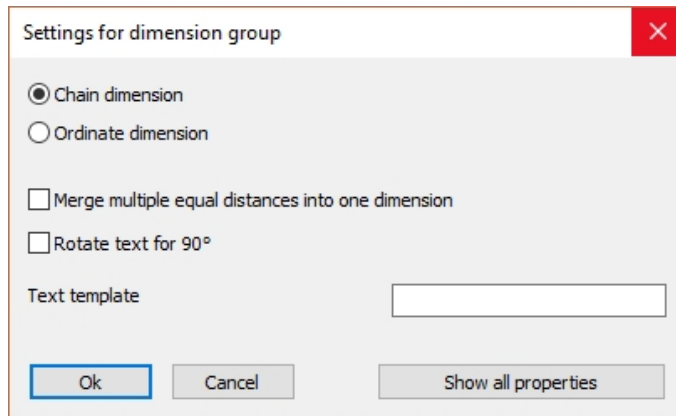 Settings for dimension group
Chain dimension
Ordinate dimension
Merge multiple equal distances into one dimension
Rotate text for 90°
Text template
Ok Cancel Show all properties